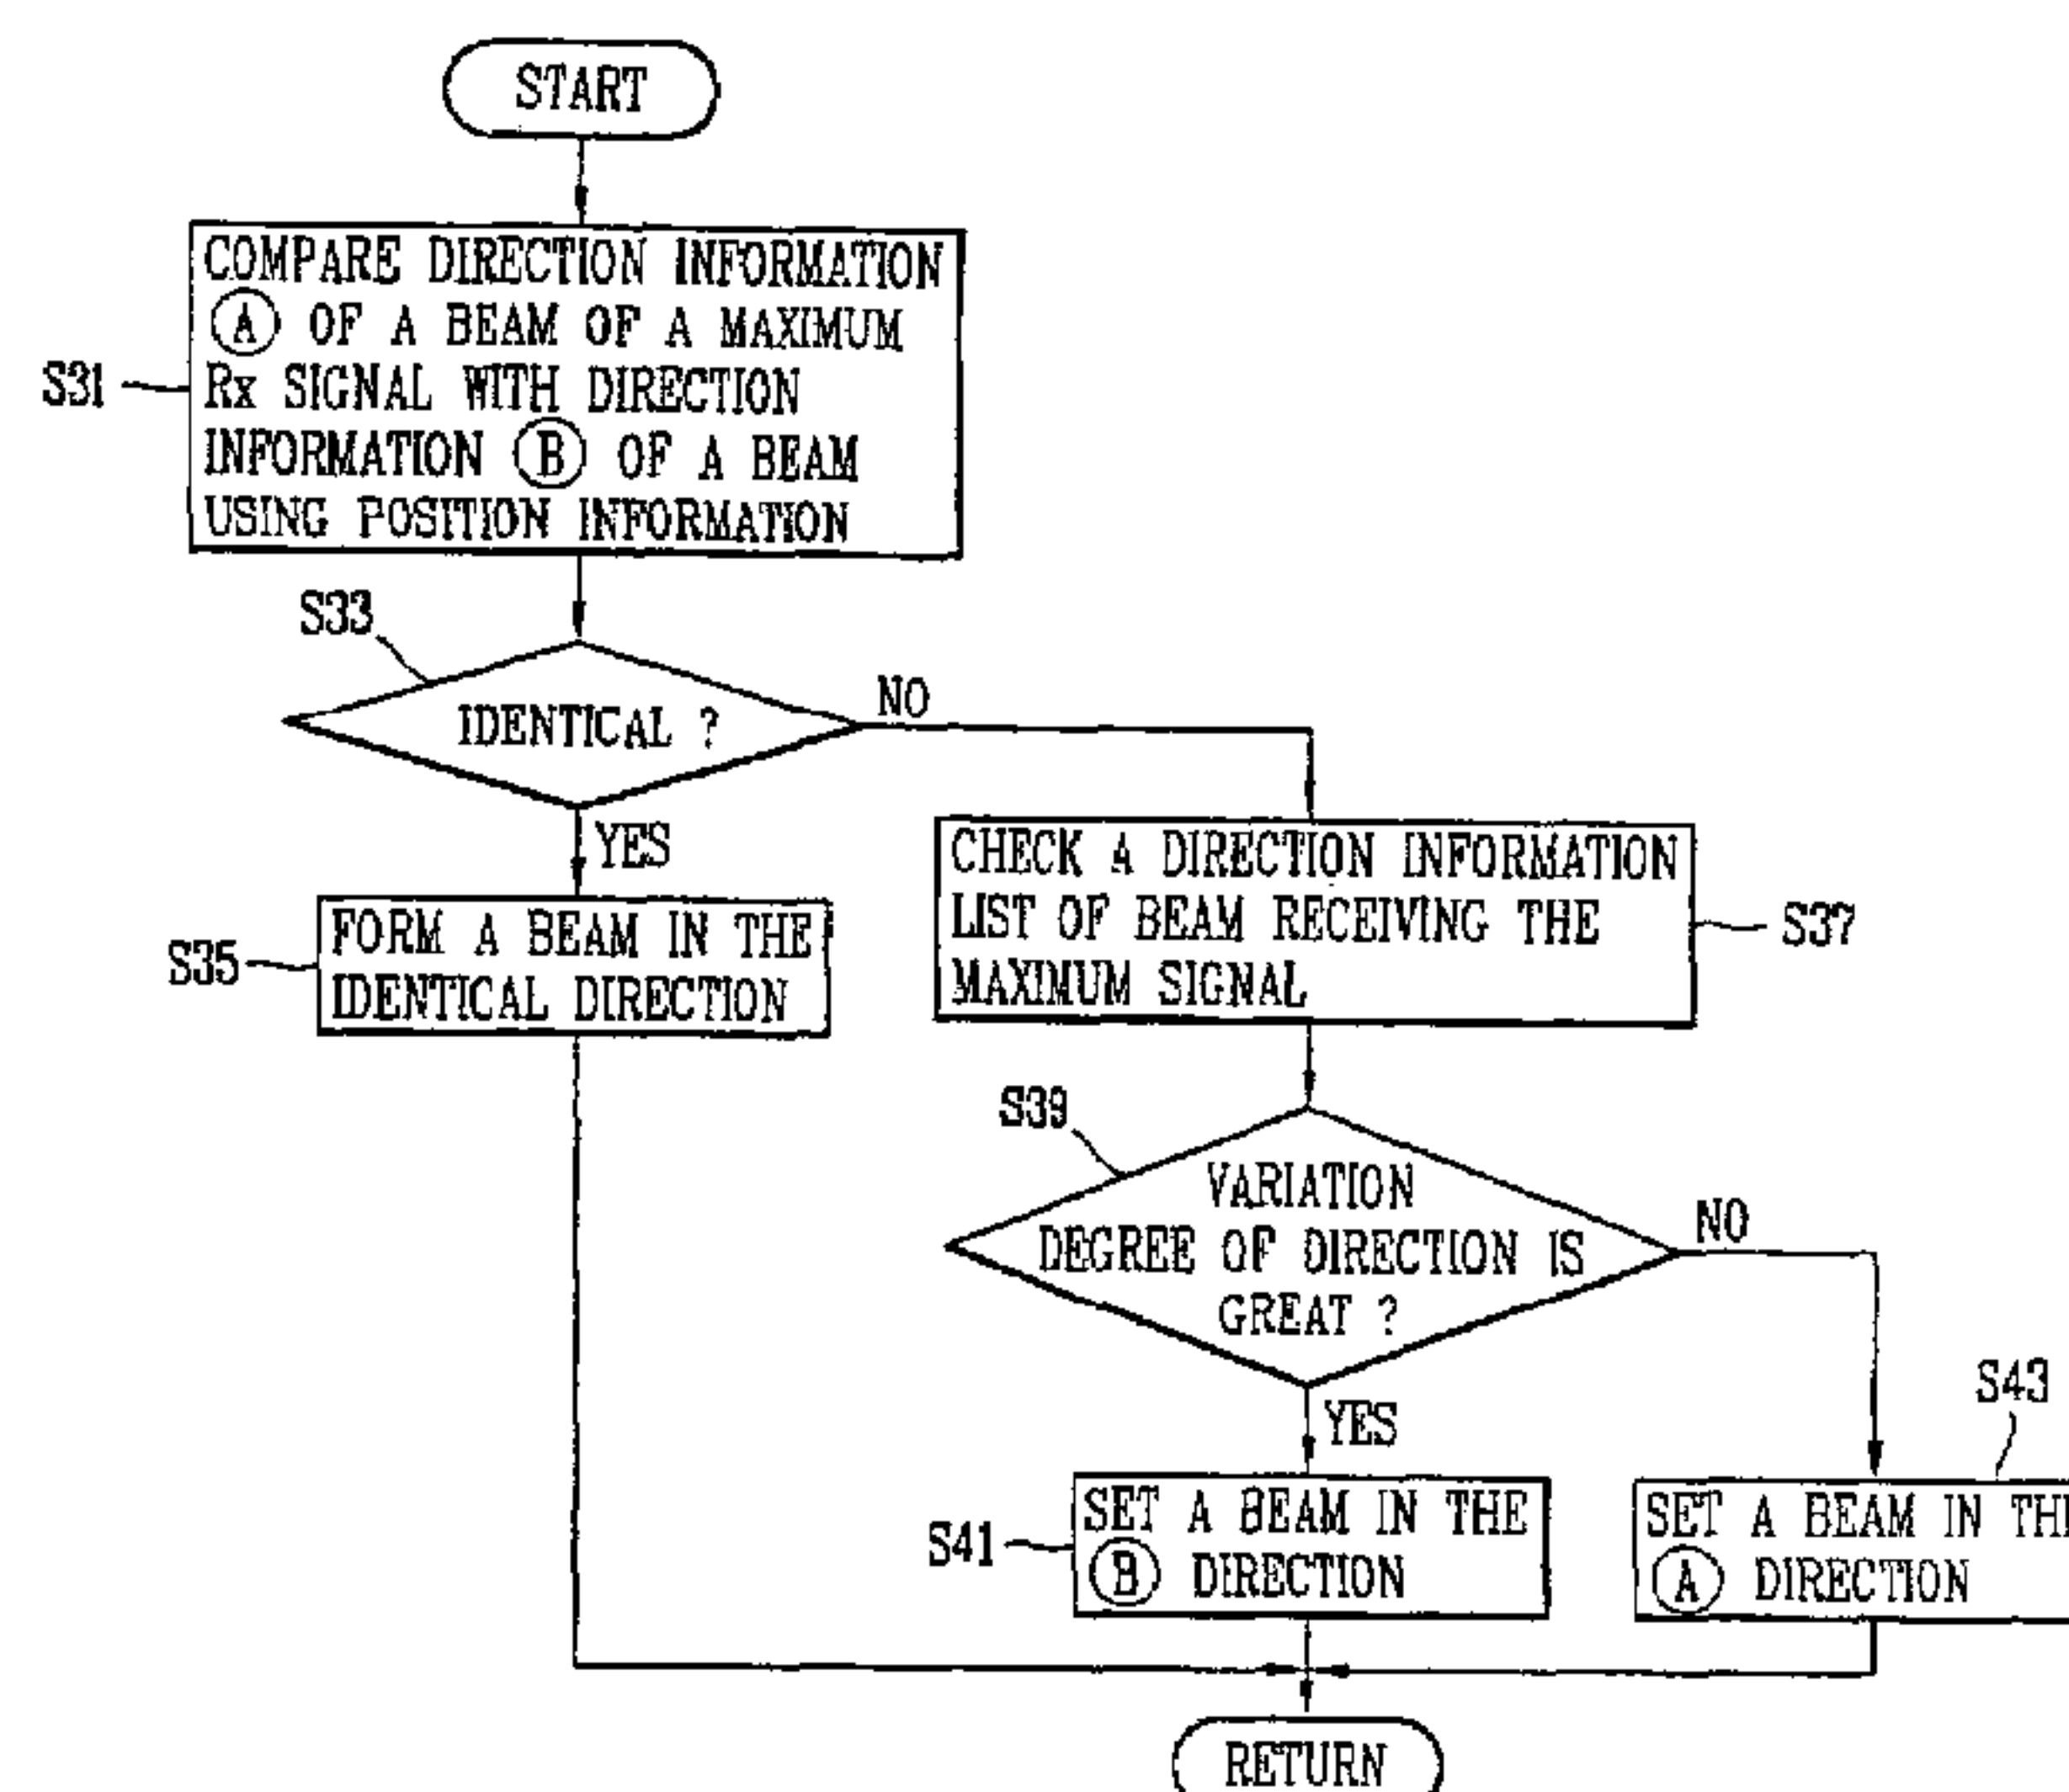 START
COMPARE DIRECTION INFORMATION
A OF A BEAM OF A MAXIMUM
Rx SIGNAL WITH DIRECTION
INFORMATION B OF A BEAM
USING POSITION INFORMATION
S31
S33
IDENTICAL ?
NO
YES
FORM A BEAM IN THE
IDENTICAL DIRECTION
S35
CHECK A DIRECTION INFORMATION
LIST OF BEAM RECEIVING THE
MAXIMUM SIGNAL
S37
S39
VARIATION
DEGREE OF DIRECTION IS
GREAT ?
NO
YES
S41
SET A BEAM IN THE
B DIRECTION
S43
SET A BEAM IN THE
A DIRECTION
RETURN